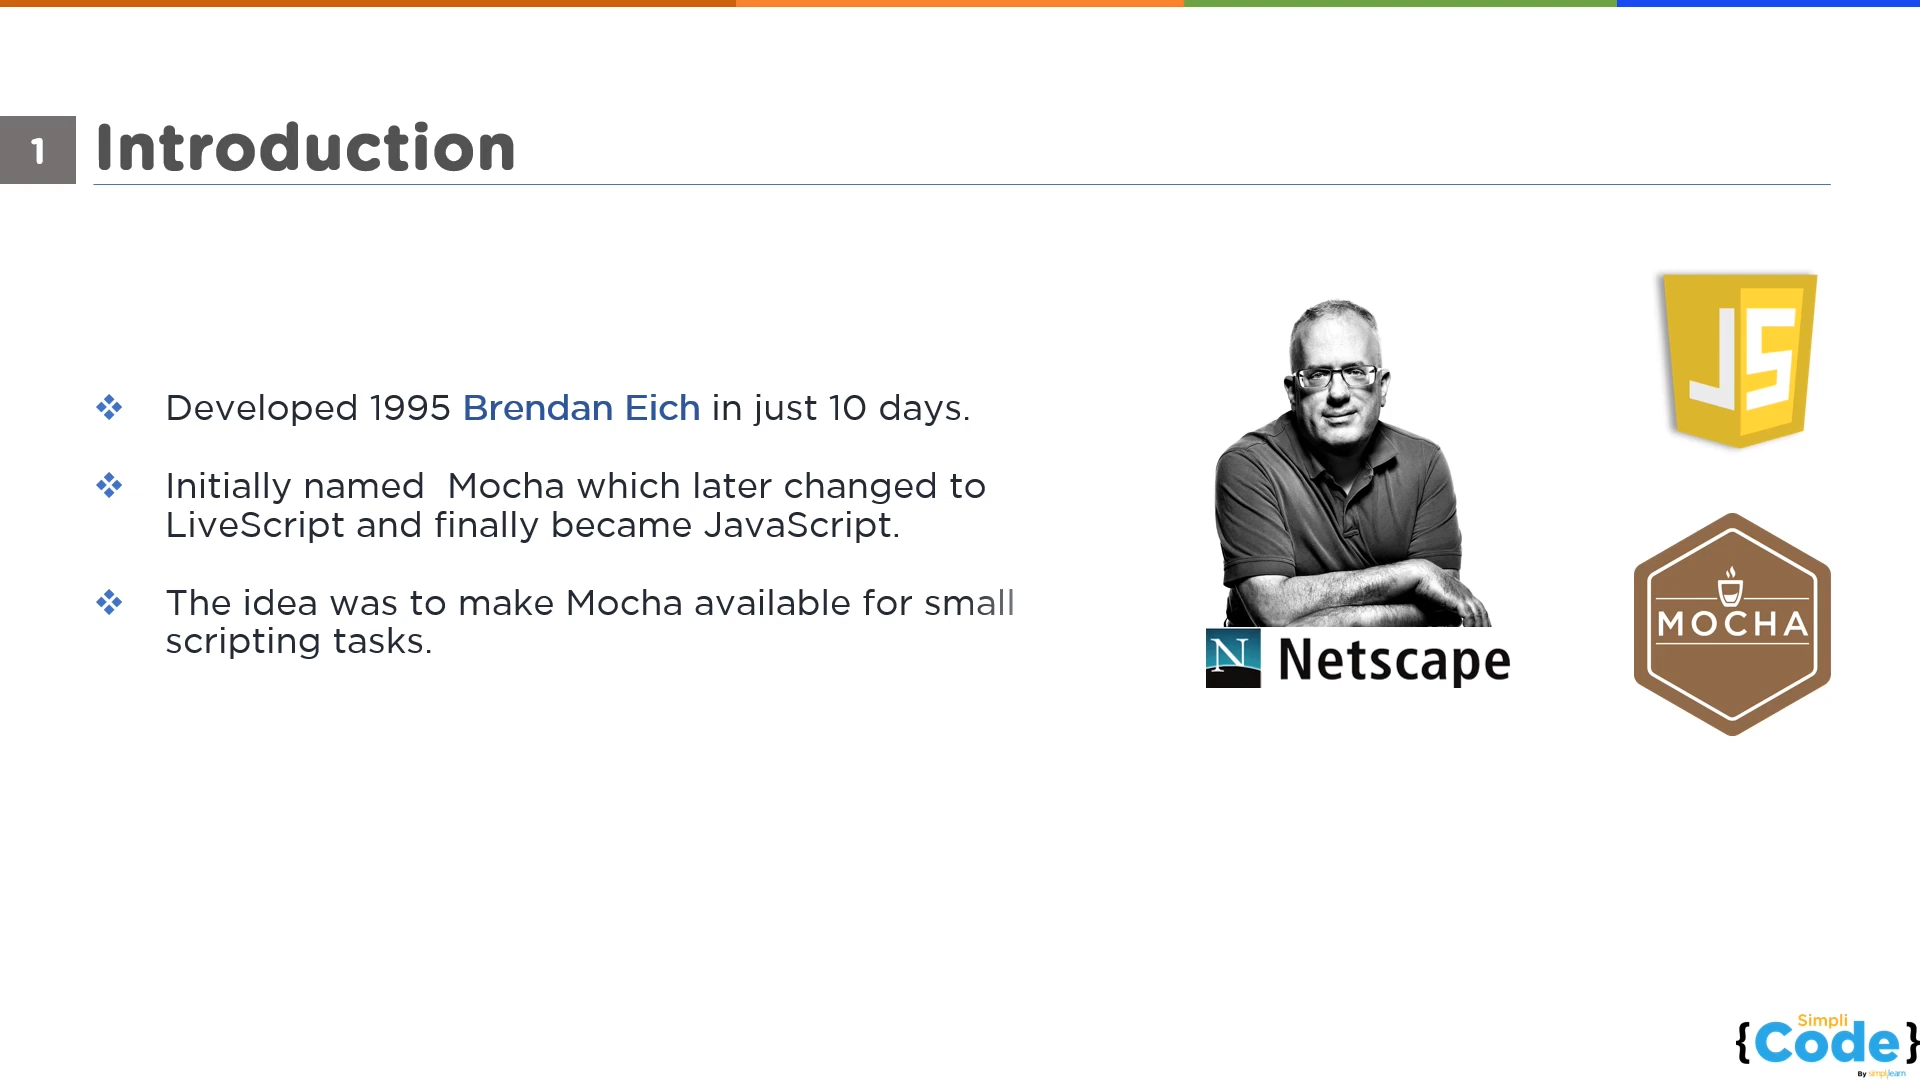 1
Introduction
Developed 1995 Brendan Eich in just 10 days.
Initially named  Mocha which later changed to
LiveScript and finally became JavaScript.
The idea was to make Mocha available for small
scripting tasks.
JS
N Netscape
MOCHA
Simpli
{Code}
By simplilearn